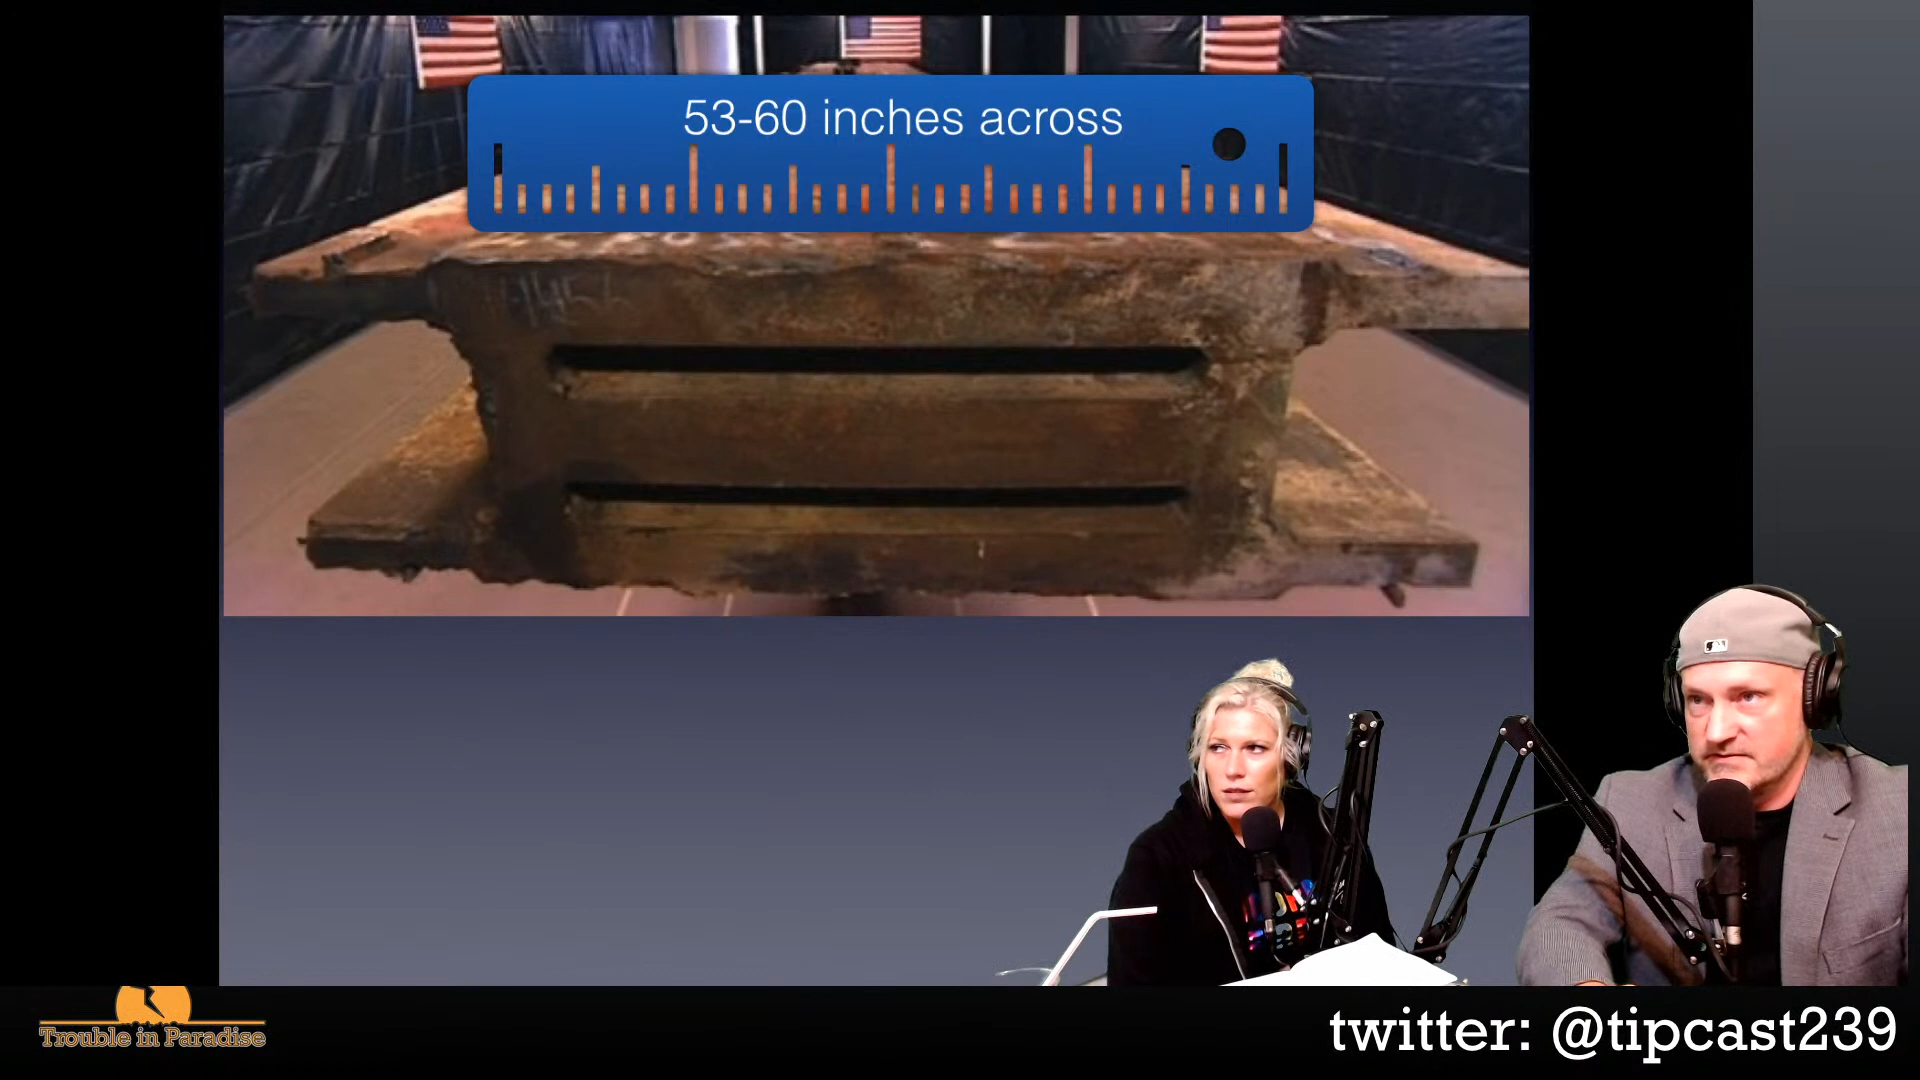 53-60 inches across
Trouble in Paradise
twitter: @tipcast239